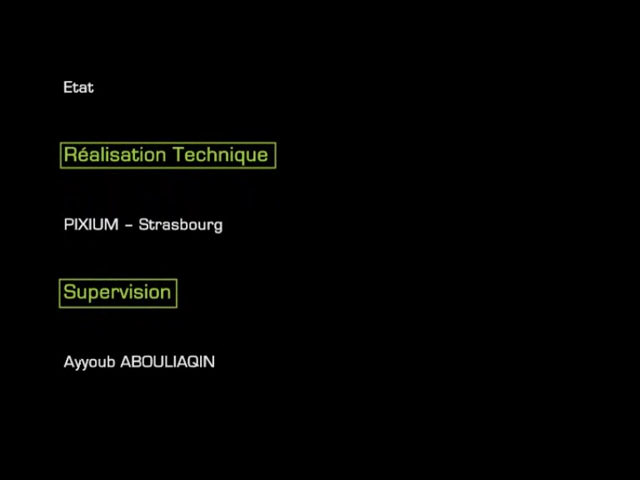 Etat
Réalisation Technique
PIXIUM – Strasbourg
Supervision
Ayyoub ABOULIAQIN